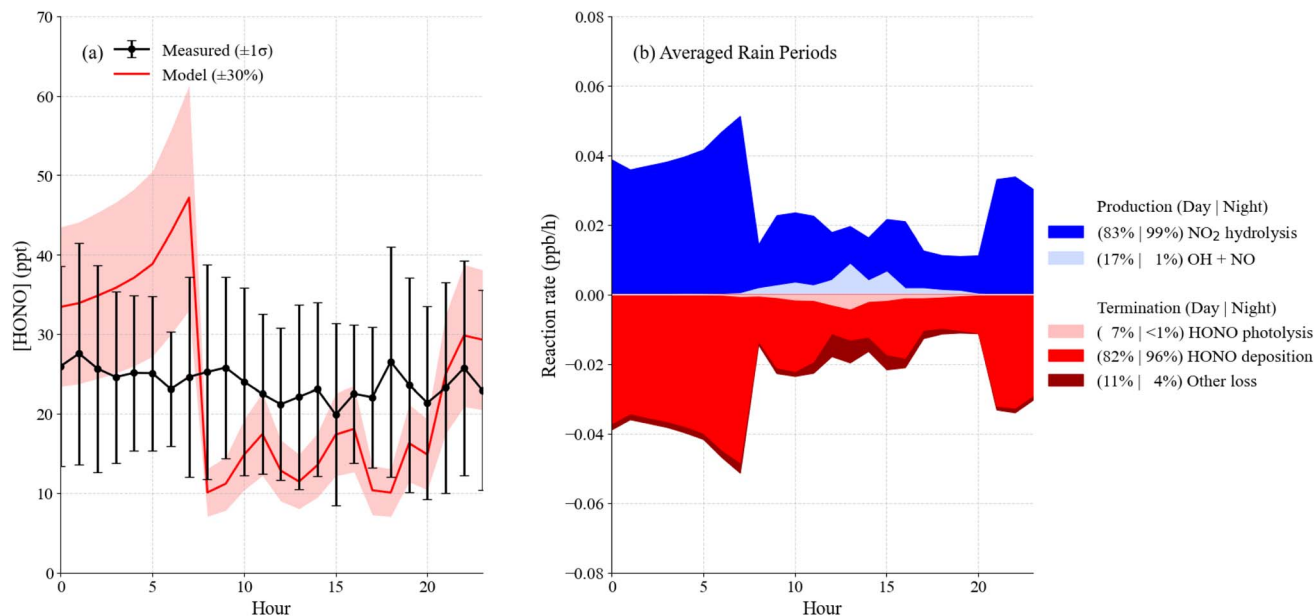 (a)
Measured (±1σ)
Model (±30%)
[HONO] (ppt)
70
60
50
40
30
20
10
0
0 5 10 15 20
Hour
(b) Averaged Rain Periods
Reaction rate (ppb/h)
0.08
0.06
0.04
0.02
0.00
−0.02
−0.04
−0.06
−0.08
0 5 10 15 20
Hour
Production (Day | Night)
(83% | 99%) NO₂ hydrolysis
(17% | 1%) OH + NO
Termination (Day | Night)
( 7% | <1%) HONO photolysis
(82% | 96%) HONO deposition
(11% | 4%) Other loss